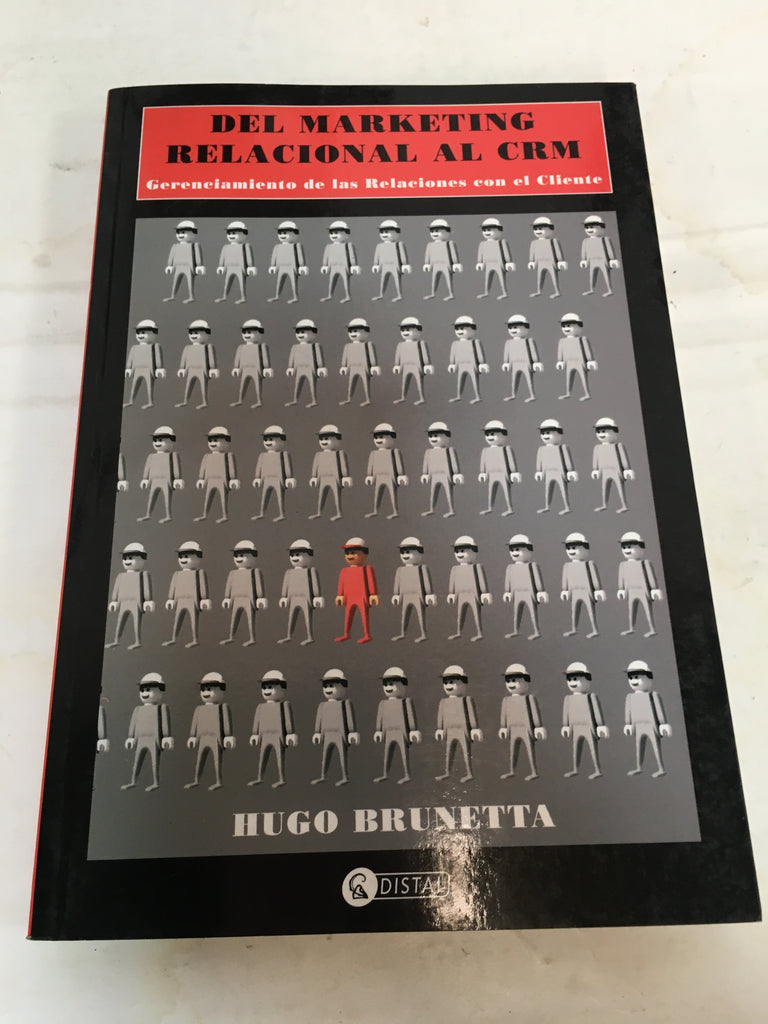 DEL MARKETING
RELACIONAL AL CRM
Gerenciamiento de las Relaciones con el Cliente
HUGO BRUNETTA
DISTAL